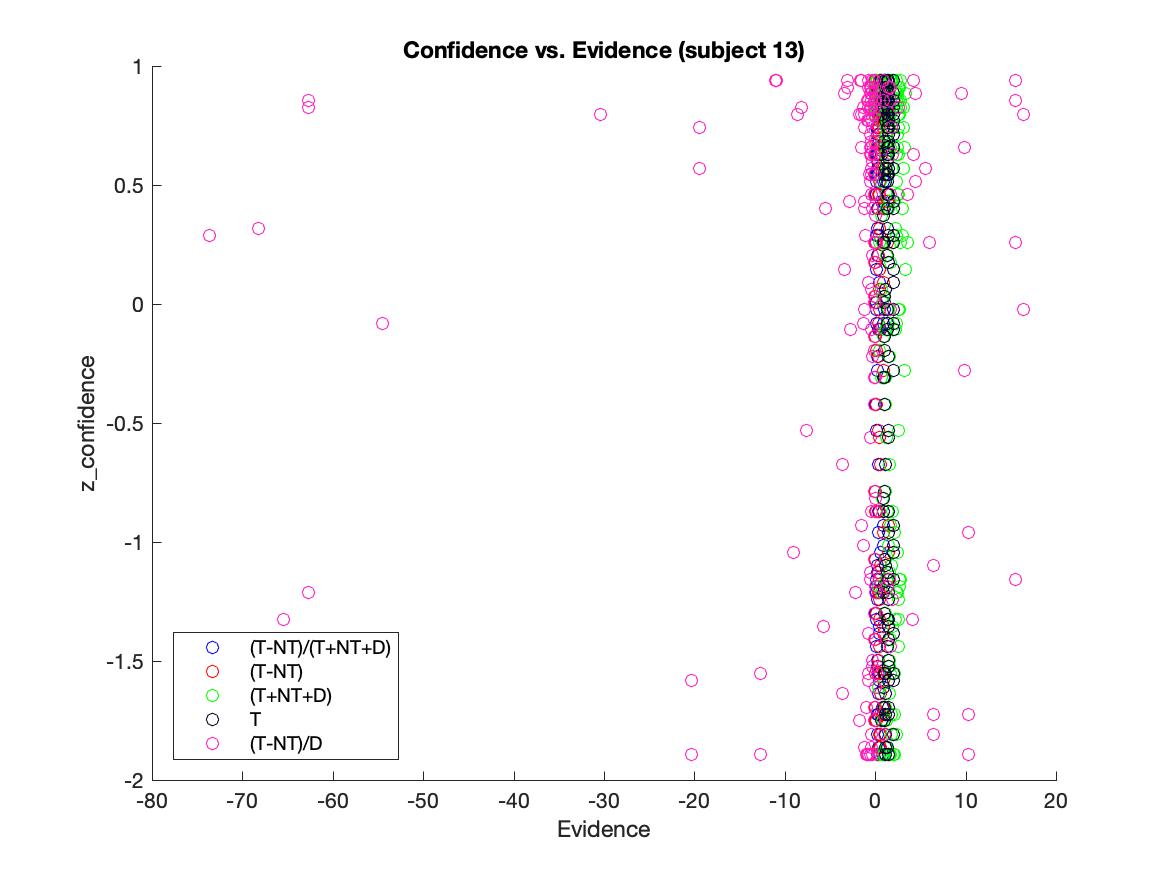 Confidence vs. Evidence (subject 13)
1
0.5
0
-0.5
-1
-1.5
-2
z_confidence
(T-NT)/(T+NT+D)
(T-NT)
(T+NT+D)
T
(T-NT)/D
-80 -70 -60 -50 -40 -30 -20 -10 0 10 20
Evidence